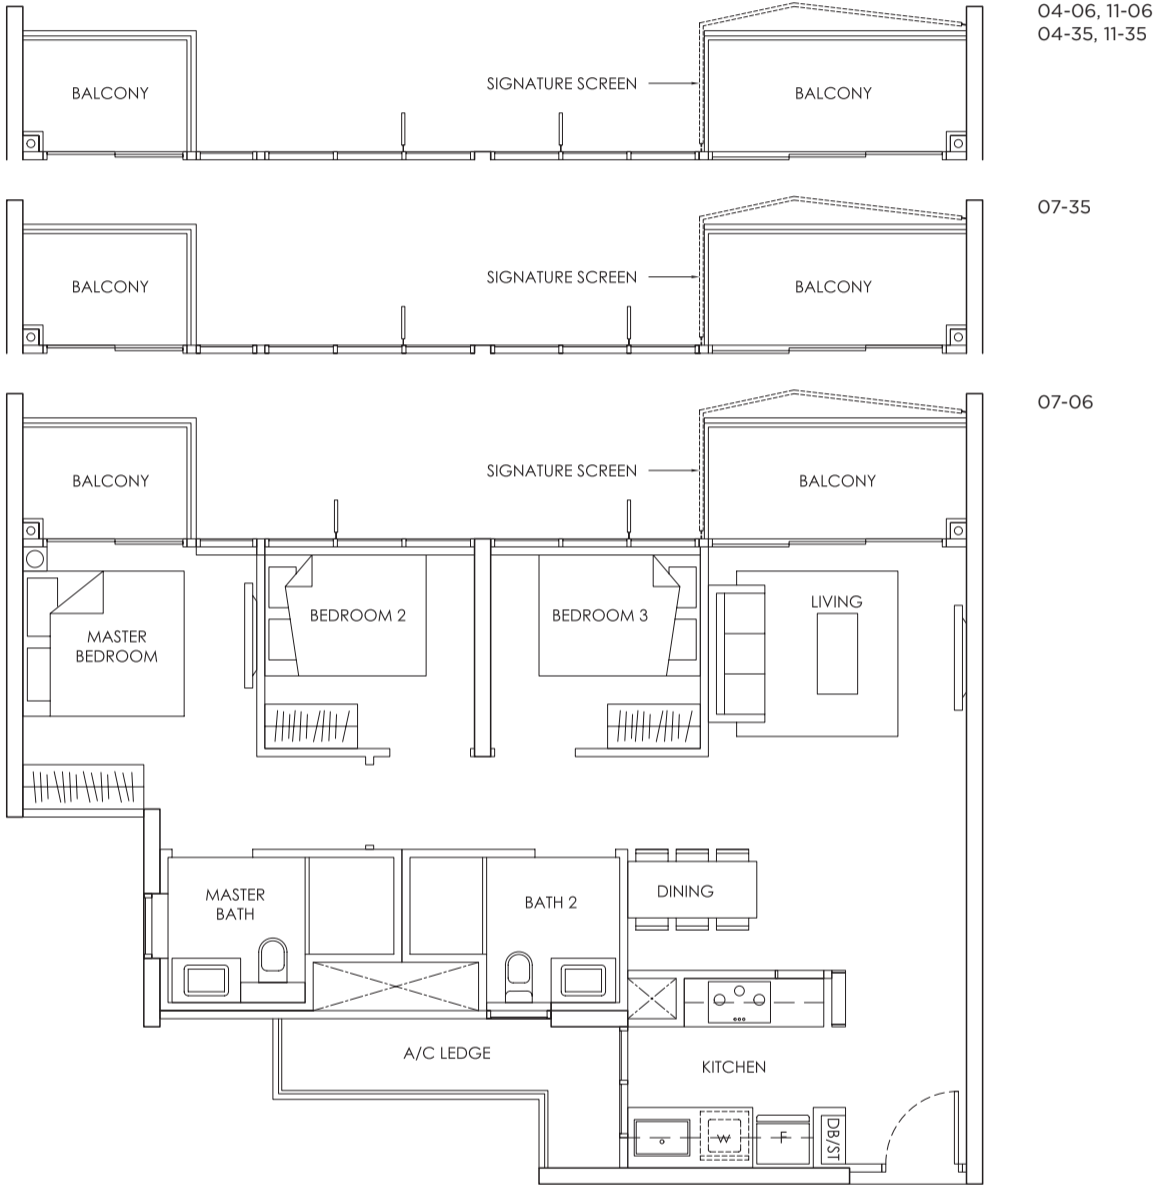 04-06, 11-06
04-35, 11-35
BALCONY
SIGNATURE SCREEN
BALCONY
07-35
BALCONY
SIGNATURE SCREEN
BALCONY
07-06
BALCONY
SIGNATURE SCREEN
BALCONY
MASTER
BEDROOM
BEDROOM 2
BEDROOM 3
LIVING
MASTER
BATH
BATH 2
DINING
A/C LEDGE
KITCHEN
W
F
DB/ST